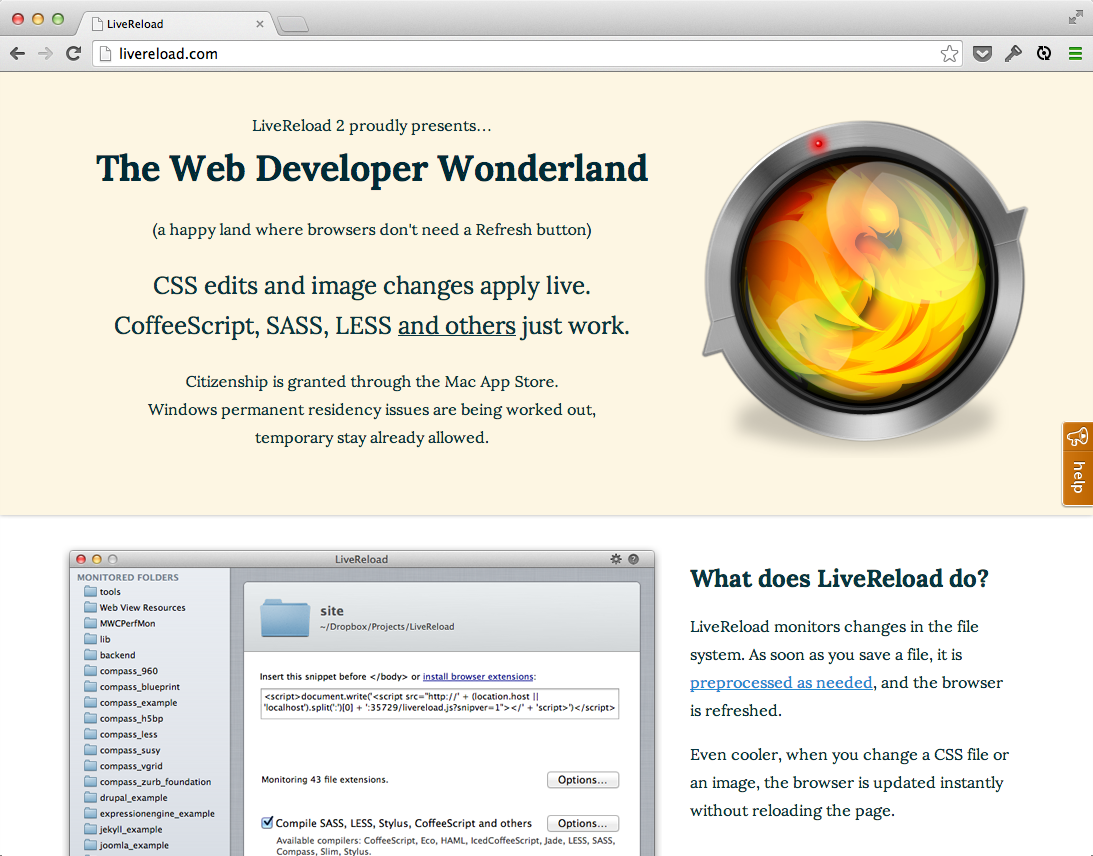 LiveReload
livereload.com
LiveReload 2 proudly presents…
The Web Developer Wonderland
(a happy land where browsers don't need a Refresh button)
CSS edits and image changes apply live.
CoffeeScript, SASS, LESS and others just work.
Citizenship is granted through the Mac App Store.
Windows permanent residency issues are being worked out,
temporary stay already allowed.
help
LiveReload
MONITORED FOLDERS
tools
Web View Resources
MWCPerfMon
lib
backend
compass_960
compass_blueprint
compass_example
compass_h5bp
compass_less
compass_susy
compass_vgrid
compass_zurb_foundation
drupal_example
expressionengine_example
jekyll_example
joomla_example
site
~/Dropbox/Projects/LiveReload
Insert this snippet before </body> or install browser extensions:
<script>document.write('<script src="http://' + (location.host ||
'localhost').split(':')[0] + ':35729/livereload.js?snipver=1"></' + 'script>')</script>
Monitoring 43 file extensions.
Options...
Compile SASS, LESS, Stylus, CoffeeScript and others
Options...
Available compilers: CoffeeScript, Eco, HAML, IcedCoffeeScript, Jade, LESS, SASS,
Compass, Slim, Stylus.
What does LiveReload do?
LiveReload monitors changes in the file
system. As soon as you save a file, it is
preprocessed as needed, and the browser
is refreshed.
Even cooler, when you change a CSS file or
an image, the browser is updated instantly
without reloading the page.